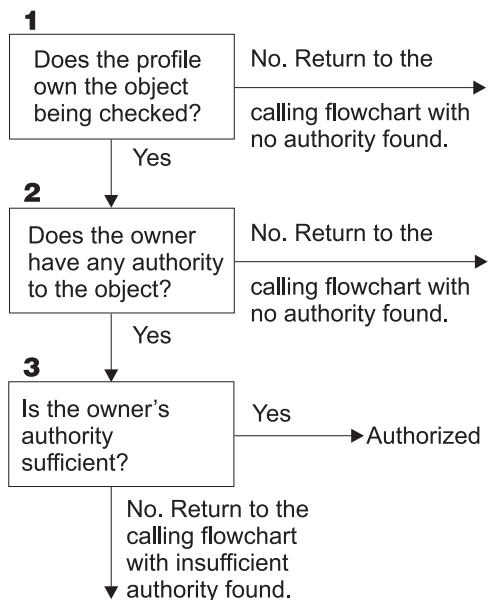 1
Does the profile
own the object
being checked?
No. Return to the
calling flowchart with
no authority found.
Yes
2
Does the owner
have any authority
to the object?
No. Return to the
calling flowchart with
no authority found.
Yes
3
Is the owner's
authority
sufficient?
Yes
Authorized
No. Return to the
calling flowchart
with insufficient
authority found.